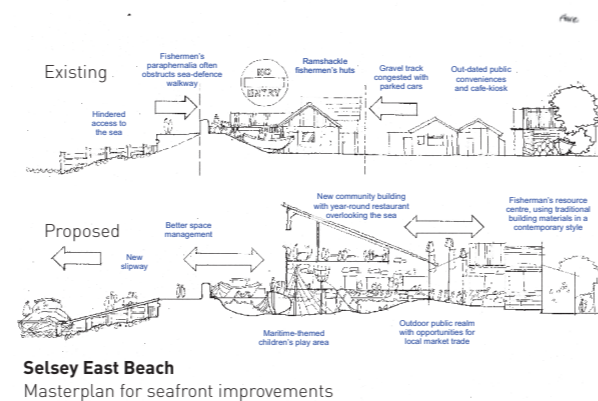 Existing
Fishermen's
paraphernalia often
obstructs sea-defence
walkway
NO
ENTRY
Ramshackle
fishermen's huts
Gravel track
congested with
parked cars
Out-dated public
conveniences
and cafe-kiosk
Hindered
access to
the sea
Proposed
New
slipway
Better space
management
New community building
with year-round restaurant
overlooking the sea
Fisherman's resource
centre, using traditional
building materials in a
contemporary style
Maritime-themed
children's play area
Outdoor public realm
with opportunities for
local market trade
Selsey East Beach
Masterplan for seafront improvements